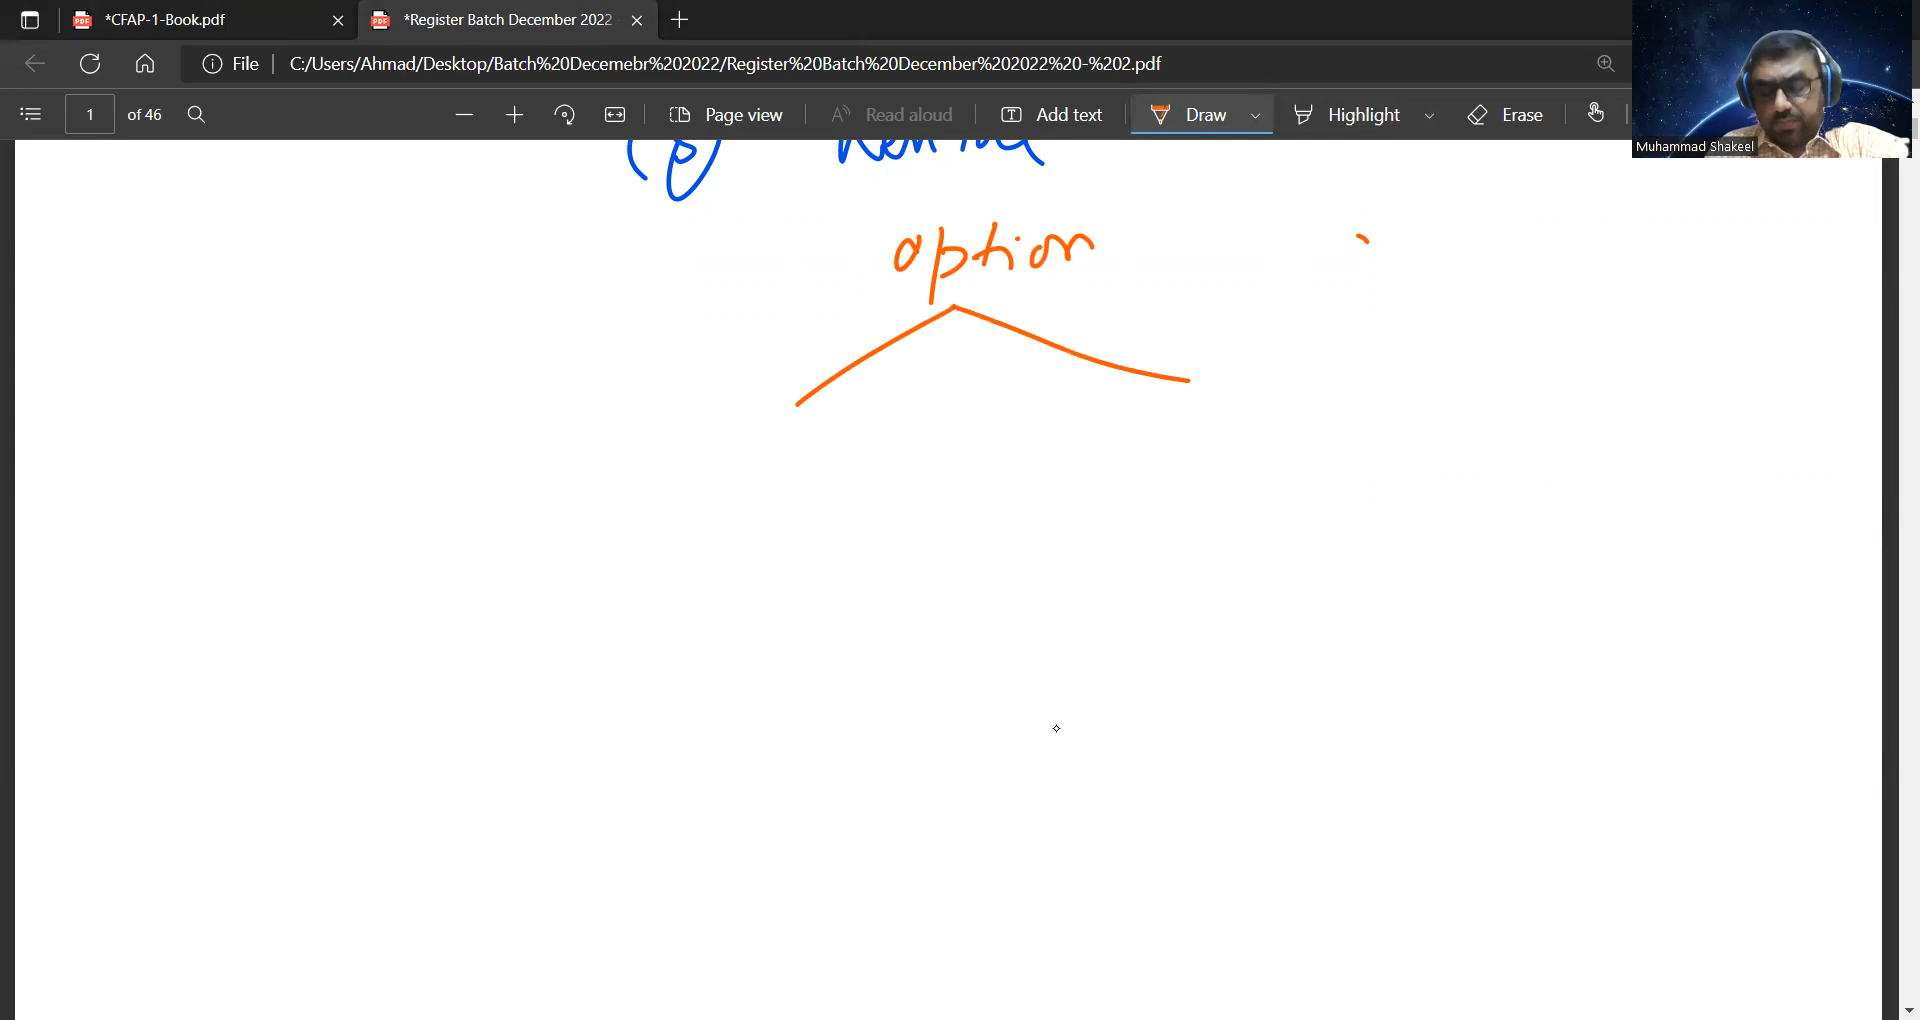 *CFAP-1-Book.pdf
*Register Batch December 2022
File
C:/Users/Ahmad/Desktop/Batch%20Decemebr%202022/Register%20Batch%20December%202022%20-%202.pdf
1 of 46
Page view
Read aloud
Add text
Draw
Highlight
Erase
Muhammad Shakeel
option